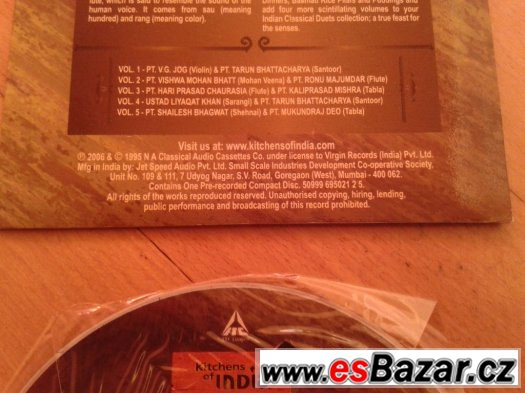 lute, which is said to resemble the sound of the
human voice. It comes from sau (meaning
hundred) and rang (meaning color).
Dinners, Basmati Rice Pilafs and Puddings and
add four more scintillating volumes to your
Indian Classical Duets collection; a true feast for
the senses.
VOL. 1 - PT. V.G. JOG (Violin) & PT. TARUN BHATTACHARYA (Santoor)
VOL. 2 - PT. VISHWA MOHAN BHATT (Mohan Veena) & PT. RONU MAJUMDAR (Flute)
VOL. 3 - PT. HARI PRASAD CHAURASIA (Flute) & PT. KALIPRASAD MISHRA (Tabla)
VOL. 4 - USTAD LIYAQAT KHAN (Sarangi) & PT. TARUN BHATTACHARYA (Santoor)
VOL. 5 - PT. SHAILESH BHAGWAT (Shehnai) & PT. MUKUNDRAJ DEO (Tabla)
Visit us at: www.kitchensofindia.com
℗ 2006 & © 1995 N A Classical Audio Cassettes Co. under license to Virgin Records (India) Pvt. Ltd.
Mfg in India by: Jet Speed Audio Pvt. Ltd. Small Scale Industries Development Co-operative Society,
Unit No. 109 & 111, 7 Udyog Nagar, S.V. Road, Goregaon (West), Mumbai - 400 062.
Contains One Pre-recorded Compact Disc. 50999 695021 2 5.
All rights of the works reproduced reserved. Unauthorised copying, hiring, lending,
public performance and broadcasting of this record prohibited.
kitchens
of INDI
www.esBazar.cz